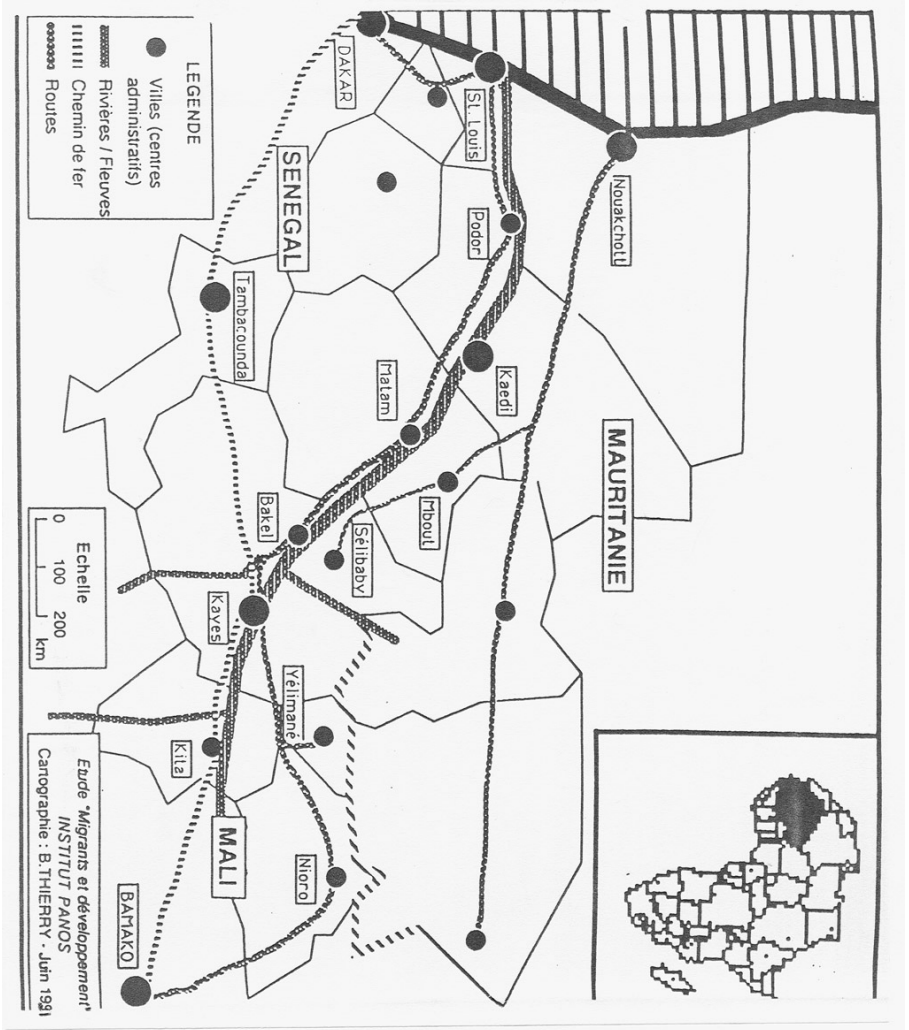 MAURITANIE
Nouakchott
St. Louis
Podor
Kaedi
Mbout
DAKAR
Matam
Sélibaby
SENEGAL
Bakel
Yélimané
Nioro
Tambacounda
Kayes
Kita
MALI
BAMAKO
LEGENDE
Villes (centres
administratifs)
Rivières / Fleuves
Chemin de fer
Routes
Echelle
0 100 200
km
Etude "Migrants et développement"
INSTITUT PANOS
Cartographie : B.THIERRY - Juin 1991